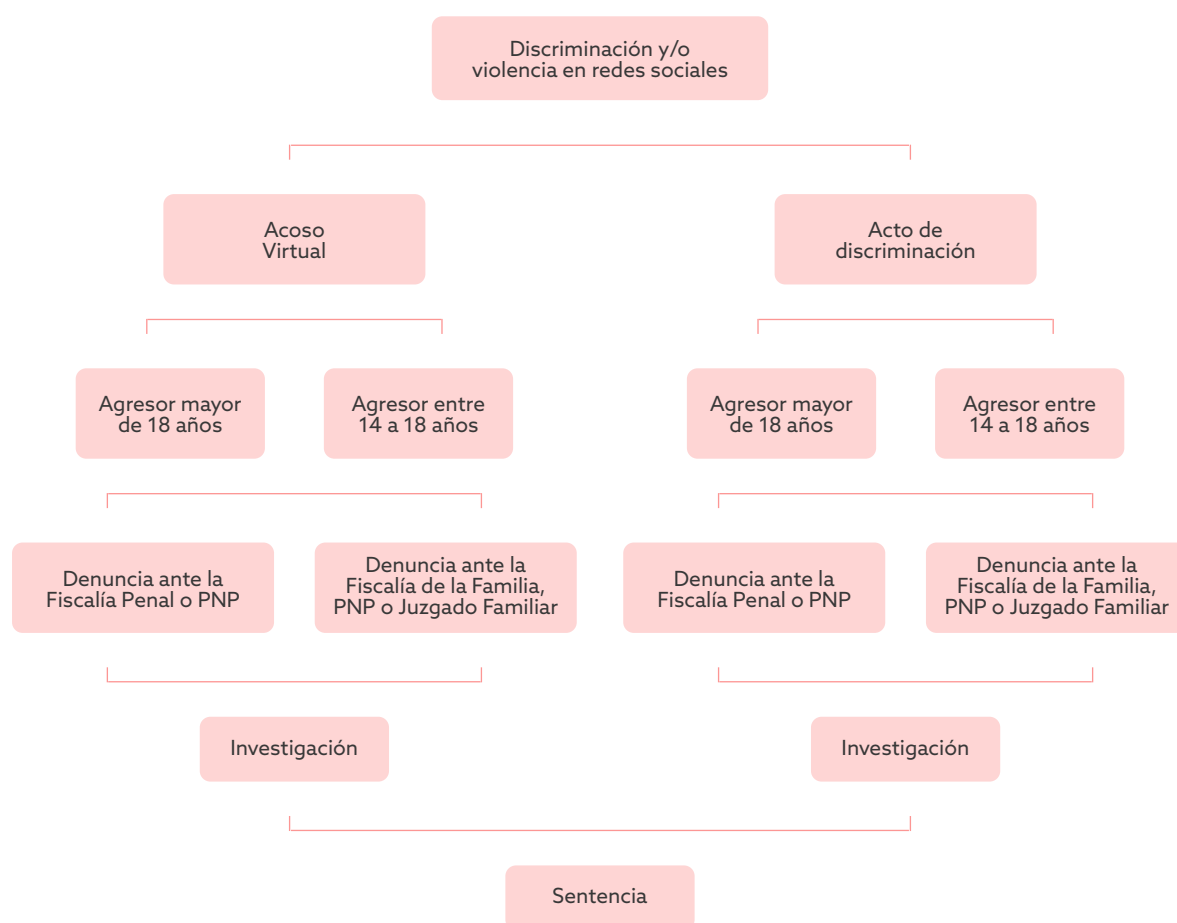 Discriminación y/o
violencia en redes sociales
Acoso
Virtual
Acto de
discriminación
Agresor mayor
de 18 años
Agresor entre
14 a 18 años
Agresor mayor
de 18 años
Agresor entre
14 a 18 años
Denuncia ante la
Fiscalía Penal o PNP
Denuncia ante la
Fiscalía de la Familia,
PNP o Juzgado Familiar
Denuncia ante la
Fiscalía Penal o PNP
Denuncia ante la
Fiscalía de la Familia,
PNP o Juzgado Familiar
Investigación
Investigación
Sentencia